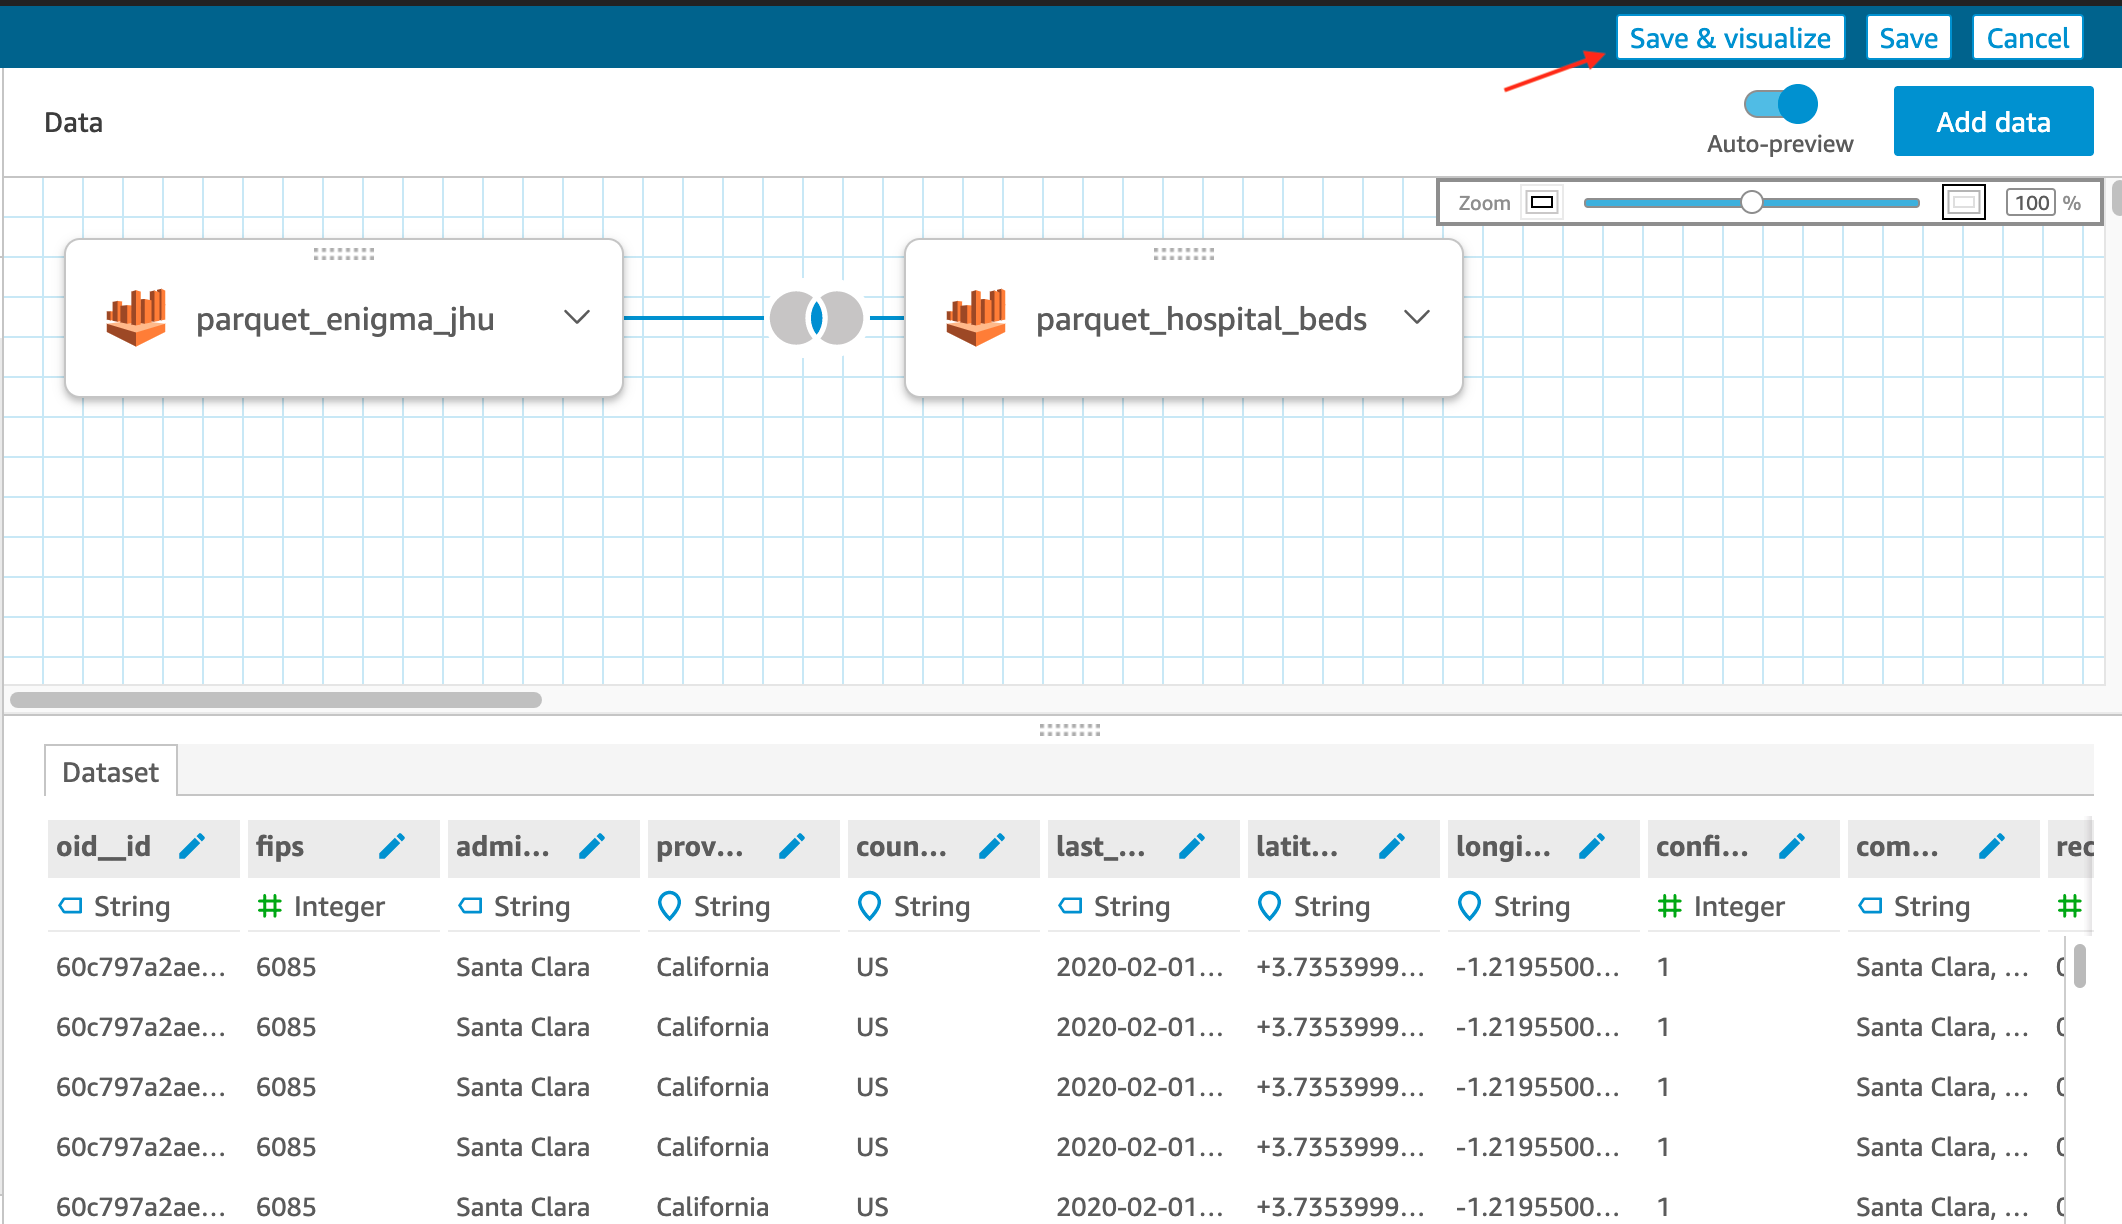 Save & visualize Save Cancel
Data
Auto-preview
Add data
Zoom 100 %
parquet_enigma_jhu parquet_hospital_beds
Dataset
oid__id fips admi... prov... coun... last_... latit... longi... confi... com... rec
String Integer String String String String String String Integer String
60c797a2ae... 6085 Santa Clara California US 2020-02-01... +3.7353999... -1.2195500... 1 Santa Clara, ...
60c797a2ae... 6085 Santa Clara California US 2020-02-01... +3.7353999... -1.2195500... 1 Santa Clara, ...
60c797a2ae... 6085 Santa Clara California US 2020-02-01... +3.7353999... -1.2195500... 1 Santa Clara, ...
60c797a2ae... 6085 Santa Clara California US 2020-02-01... +3.7353999... -1.2195500... 1 Santa Clara, ...
60c797a2ae... 6085 Santa Clara California US 2020-02-01... +3.7353999... -1.2195500... 1 Santa Clara, ...